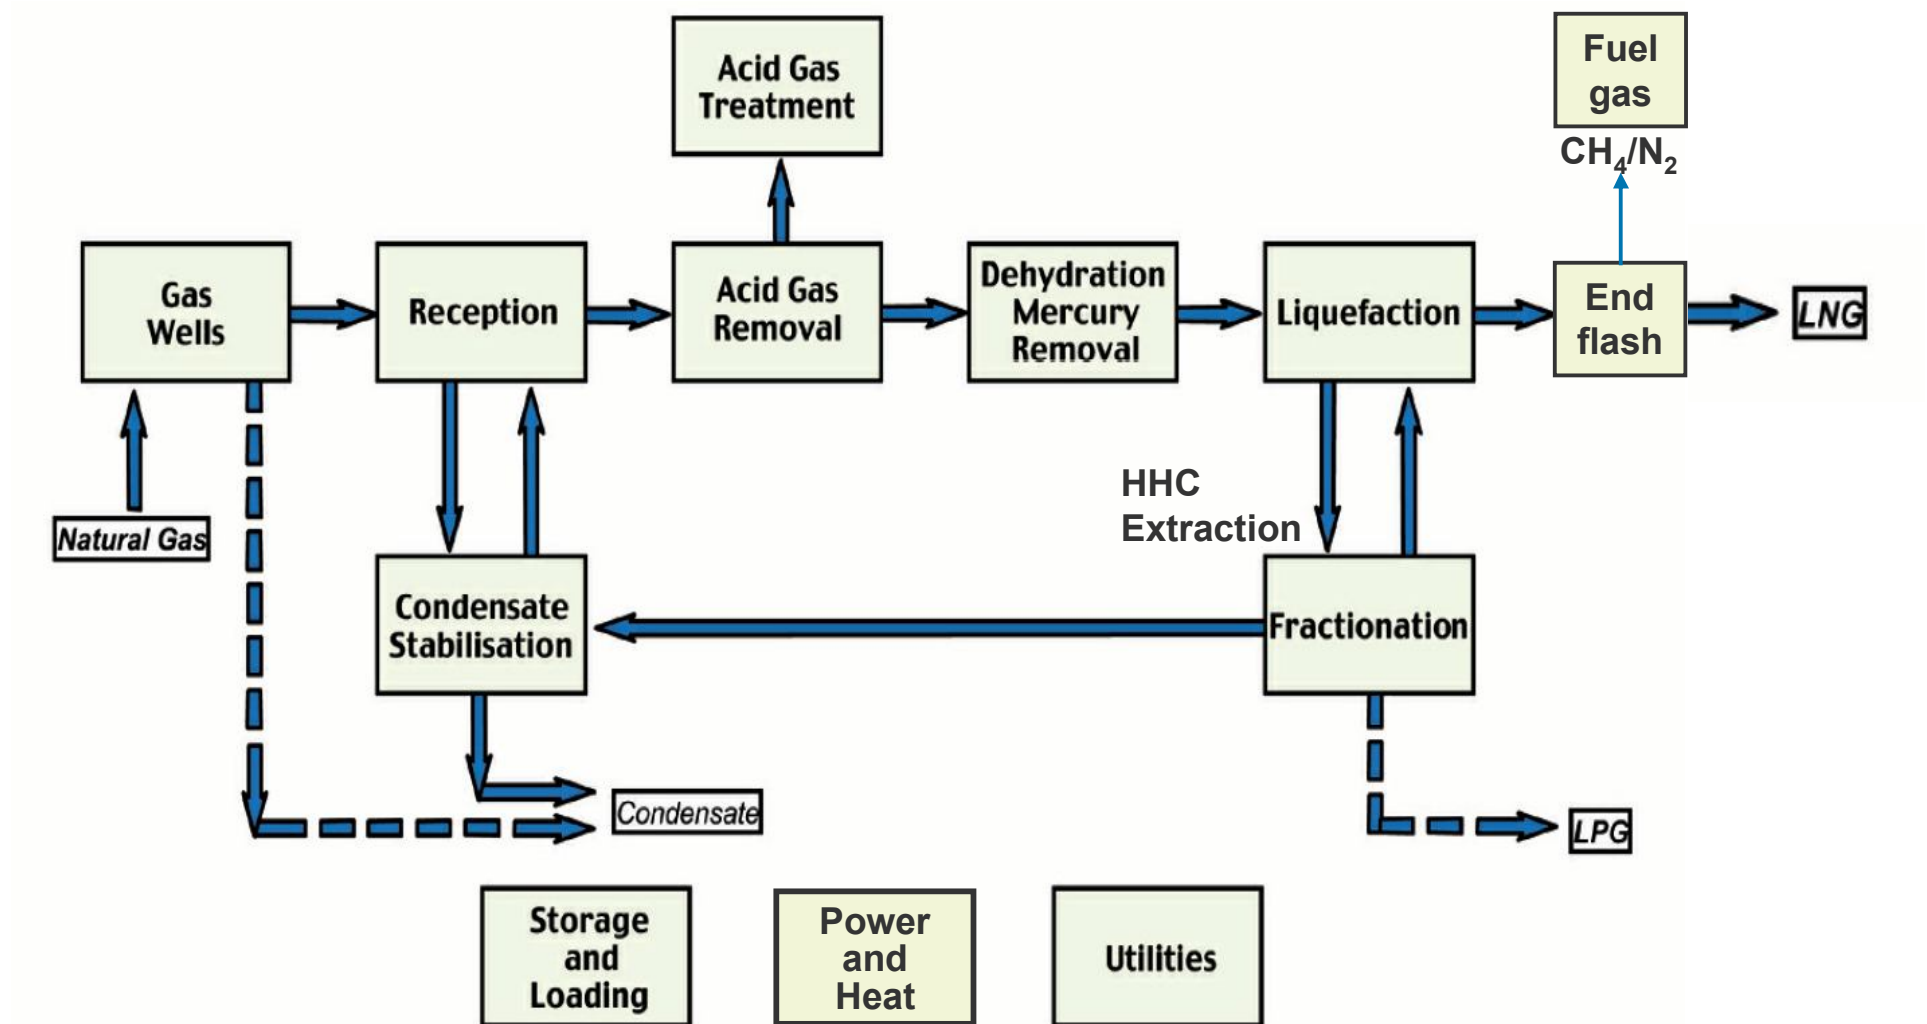 Acid Gas
Treatment
Fuel
gas
CH₄/N₂
Gas
Wells
Reception
Acid Gas
Removal
Dehydration
Mercury
Removal
Liquefaction
End
flash
LNG
Natural Gas
HHC
Extraction
Condensate
Stabilisation
Fractionation
Condensate
LPG
Storage
and
Loading
Power
and
Heat
Utilities